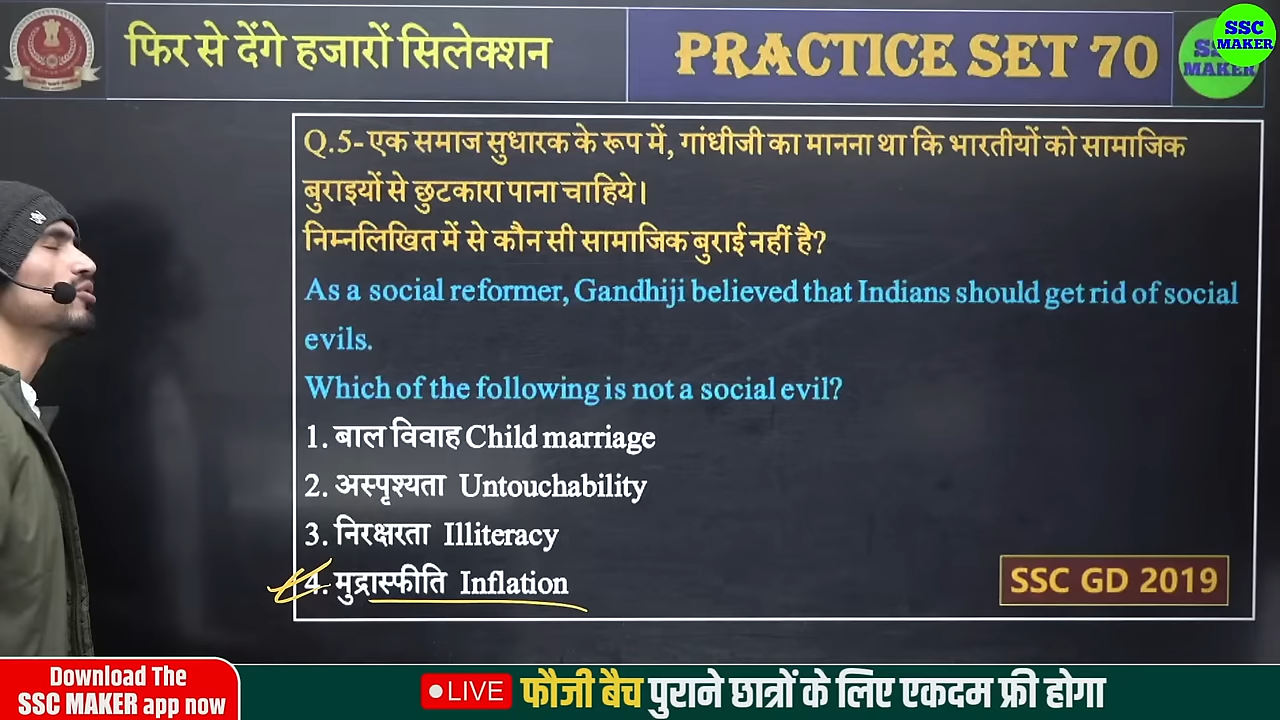 फिर से देंगे हजारों सिलेक्शन
PRACTICE SET 70
SSC
MAKER
MAKER
Q.5- एक समाज सुधारक के रूप में, गांधीजी का मानना था कि भारतीयों को सामाजिक
बुराइयों से छुटकारा पाना चाहिये।
निम्नलिखित में से कौन सी सामाजिक बुराई नहीं है?
As a social reformer, Gandhiji believed that Indians should get rid of social
evils.
Which of the following is not a social evil?
1. बाल विवाह Child marriage
2. अस्पृश्यता Untouchability
3. निरक्षरता Illiteracy
4. मुद्रास्फीति Inflation
SSC GD 2019
Download The
SSC MAKER app now
LIVE
फौजी बैच पुराने छात्रों के लिए एकदम फ्री होगा